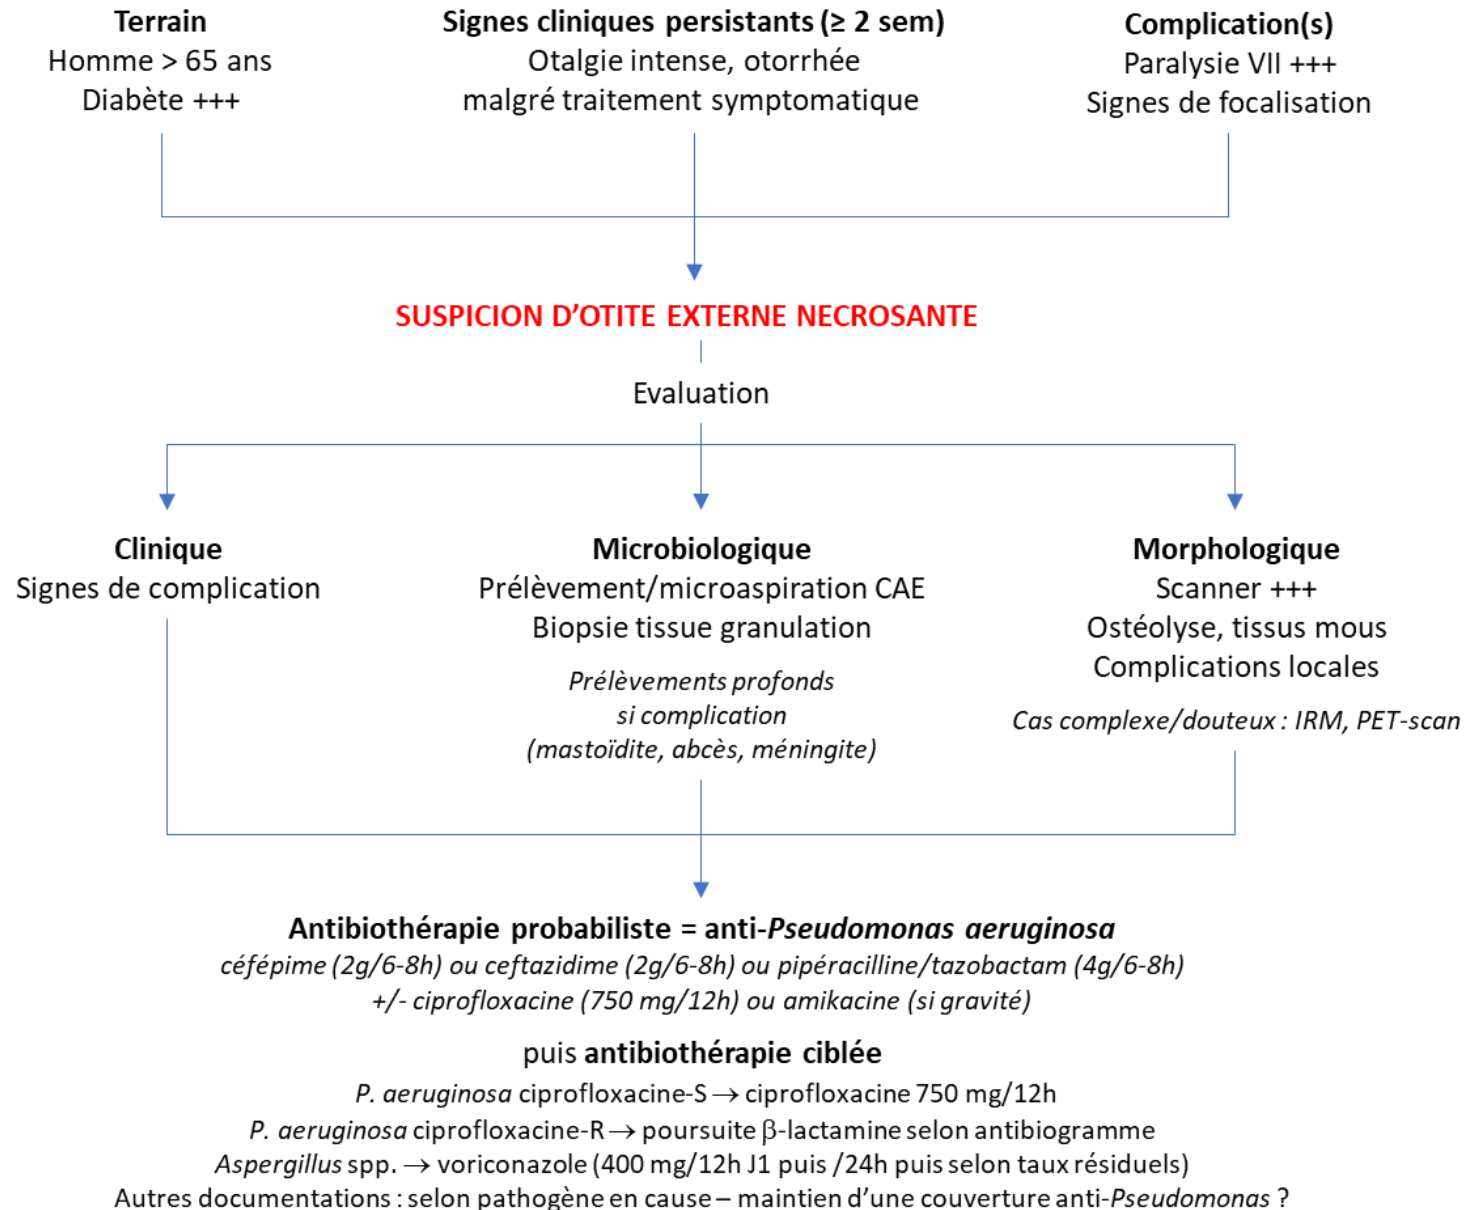 Terrain
Homme > 65 ans
Diabète +++
Signes cliniques persistants (≥ 2 sem)
Otalgie intense, otorrhée
malgré traitement symptomatique
Complication(s)
Paralysie VII +++
Signes de focalisation
SUSPICION D'OTITE EXTERNE NECROSANTE
Evaluation
Clinique
Signes de complication
Microbiologique
Prélèvement/microaspiration CAE
Biopsie tissue granulation
Prélèvements profonds
si complication
(mastoïdite, abcès, méningite)
Morphologique
Scanner +++
Ostéolyse, tissus mous
Complications locales
Cas complexe/douteux : IRM, PET-scan
Antibiothérapie probabiliste = anti-Pseudomonas aeruginosa
céfépime (2g/6-8h) ou ceftazidime (2g/6-8h) ou pipéracilline/tazobactam (4g/6-8h)
+/- ciprofloxacine (750 mg/12h) ou amikacine (si gravité)
puis antibiothérapie ciblée
P. aeruginosa ciprofloxacine-S → ciprofloxacine 750 mg/12h
P. aeruginosa ciprofloxacine-R → poursuite β-lactamine selon antibiogramme
Aspergillus spp. → voriconazole (400 mg/12h J1 puis /24h puis selon taux résiduels)
Autres documentations : selon pathogène en cause – maintien d'une couverture anti-Pseudomonas ?